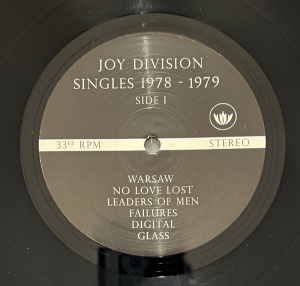 JOY DIVISION
SINGLES 1978 - 1979
SIDE 1
33⅓ RPM
STEREO
WARSAW
NO LOVE LOST
LEADERS OF MEN
FAILURES
DIGITAL
GLASS